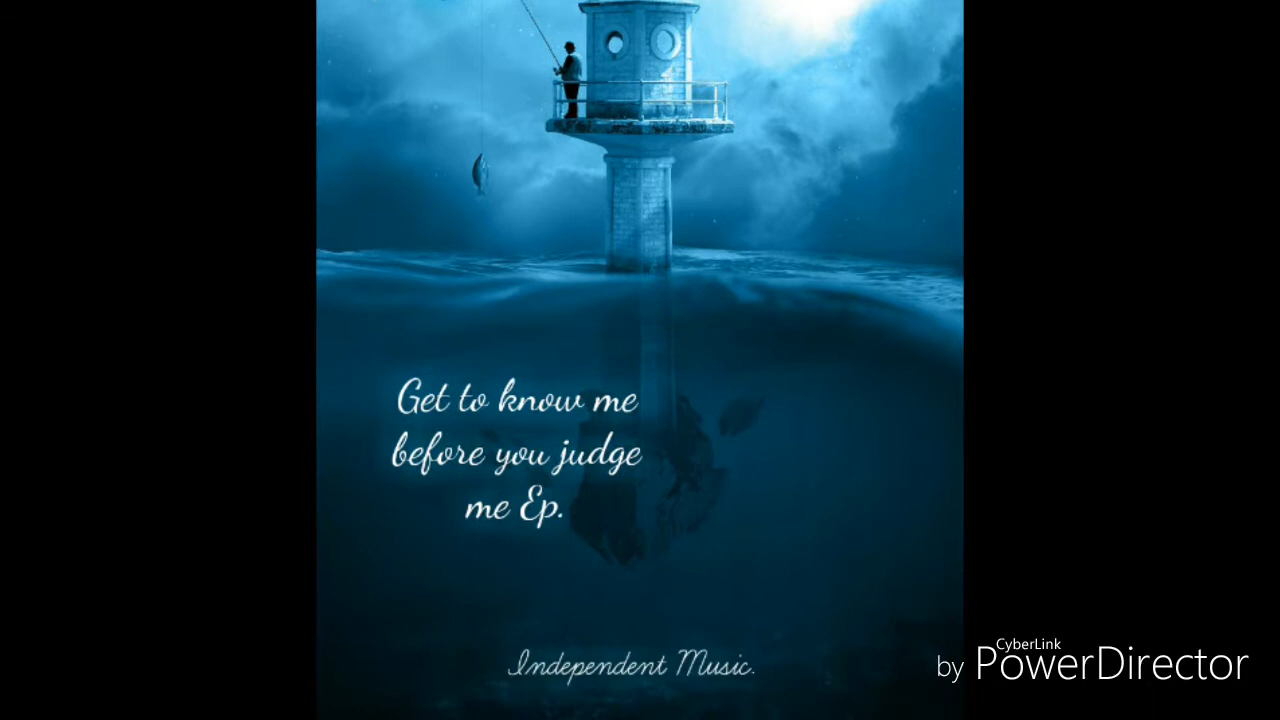 Get to know me
before you judge
me Ep.
Independent Music.
CyberLink
by PowerDirector